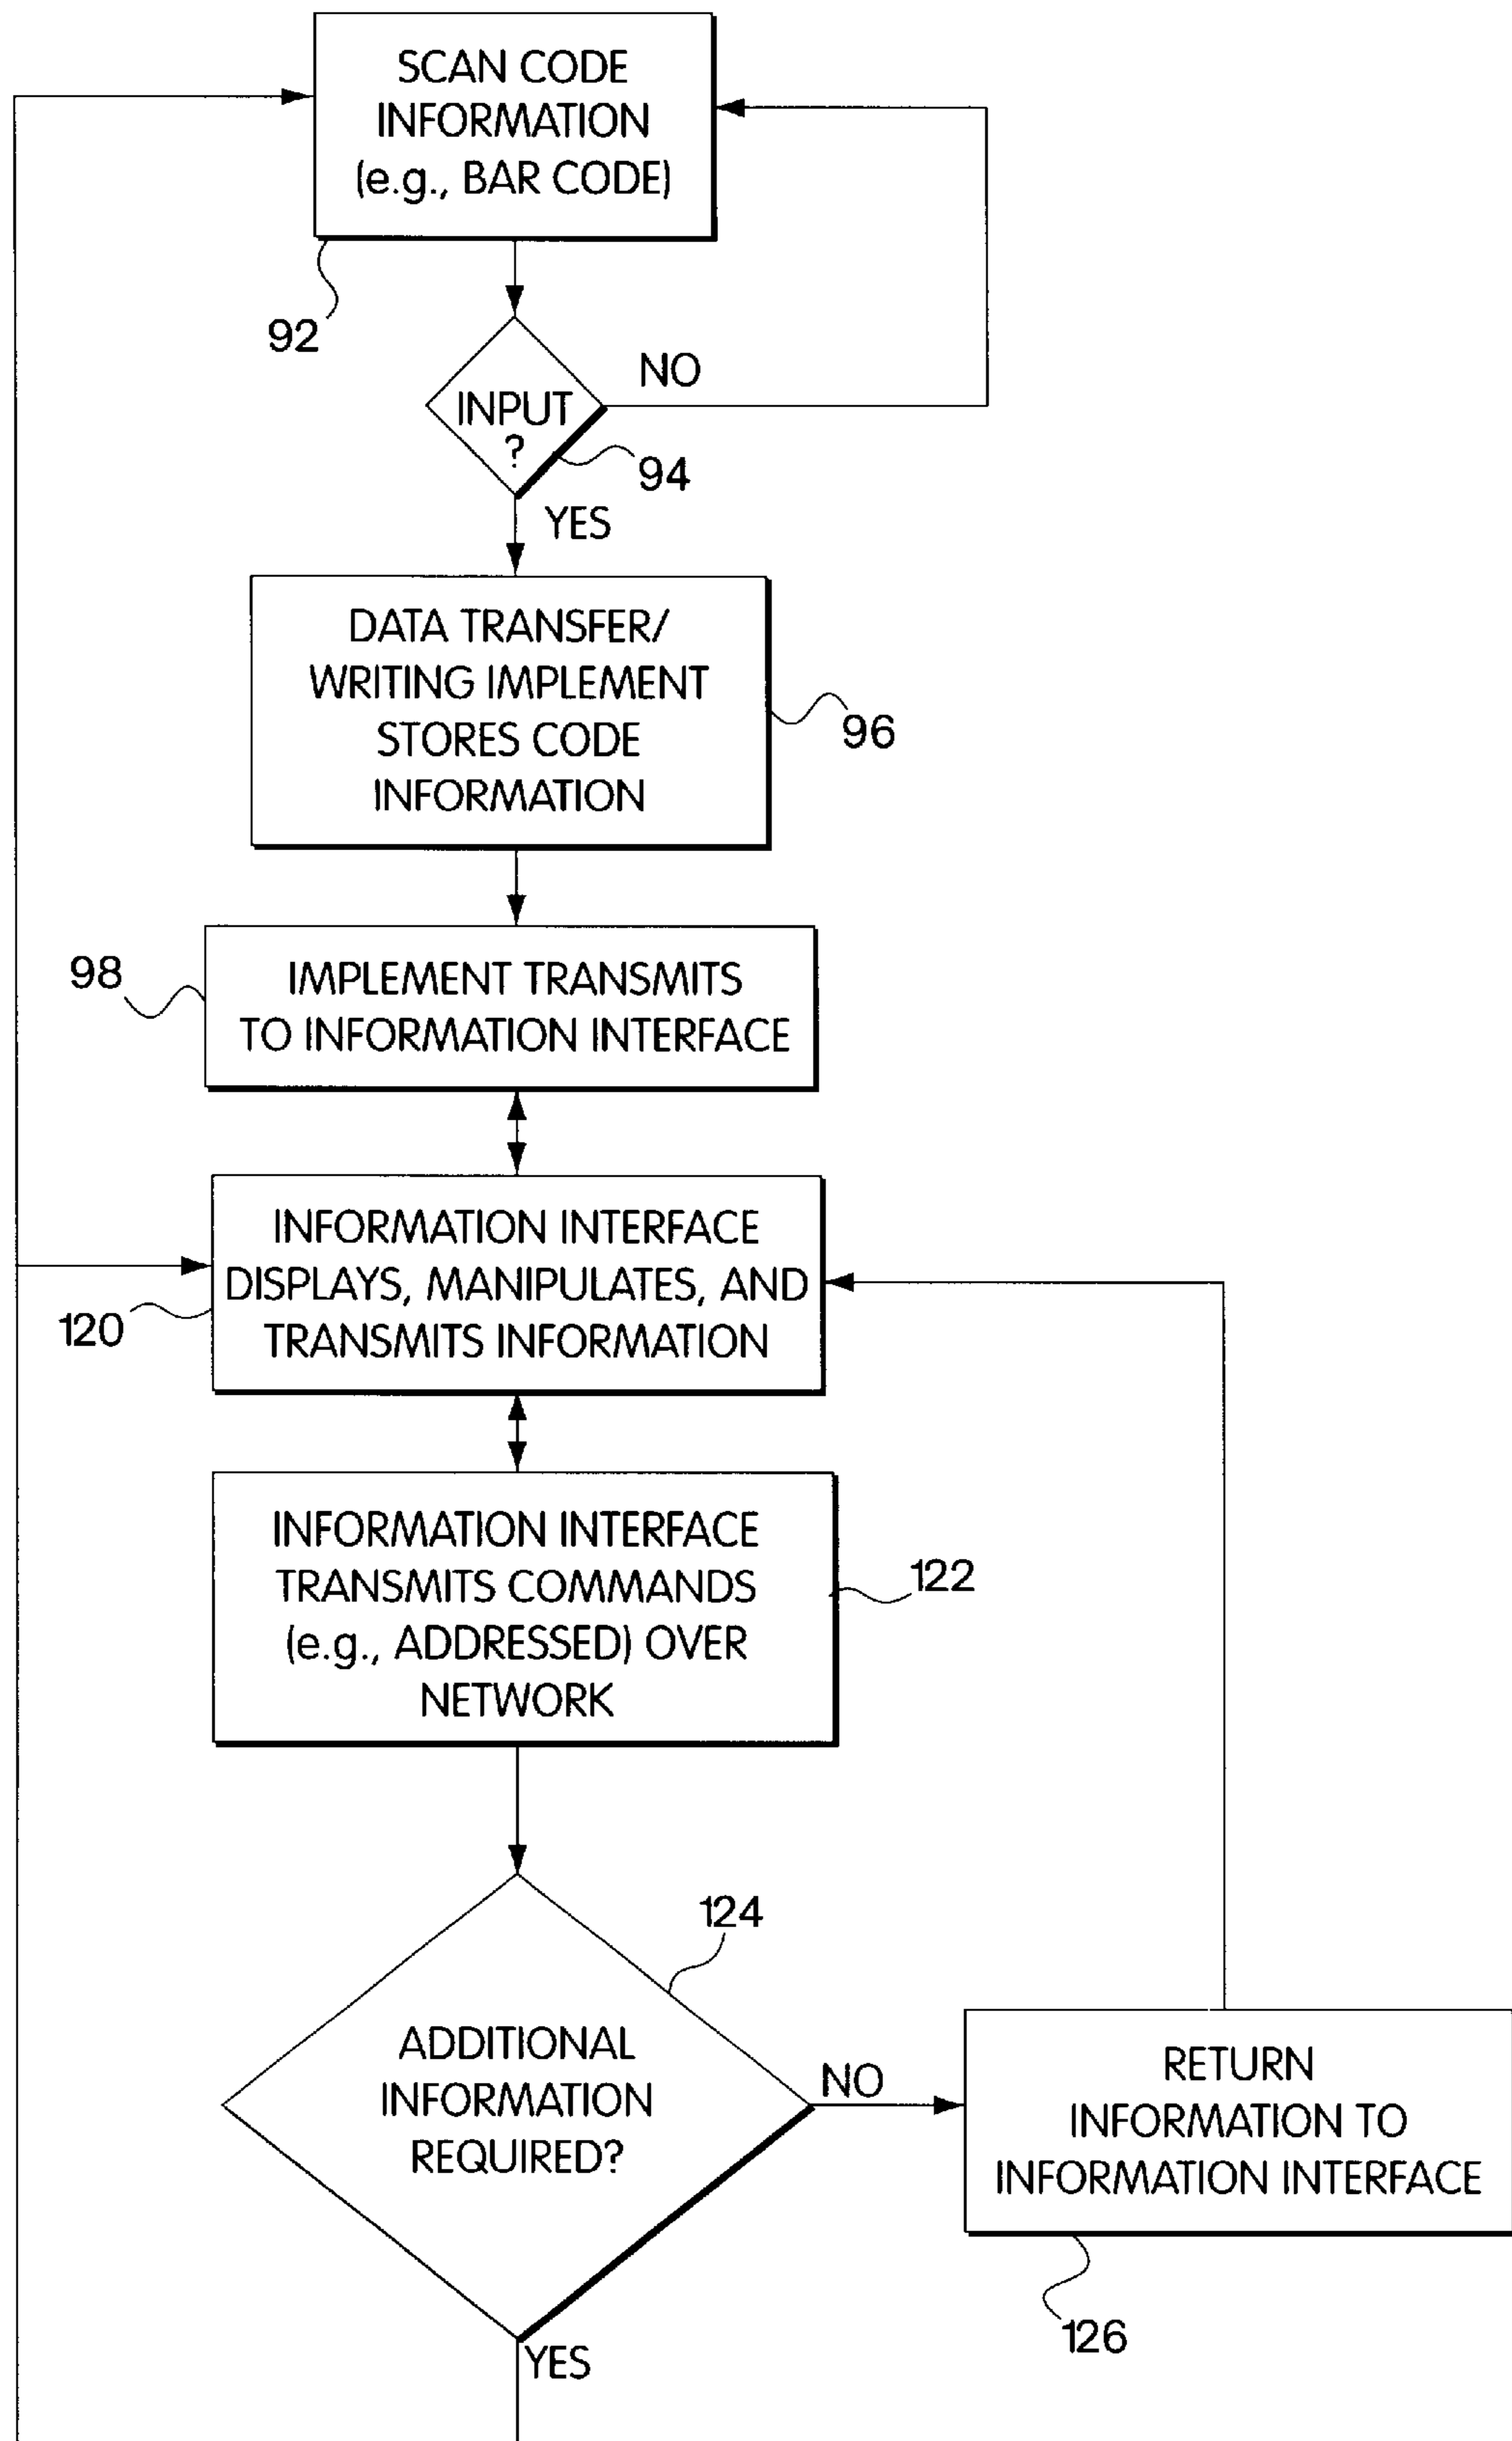 SCAN CODE
INFORMATION
(e.g., BAR CODE)
92
NO
INPUT
?
94
YES
DATA TRANSFER/
WRITING IMPLEMENT
STORES CODE
INFORMATION
96
98
IMPLEMENT TRANSMITS
TO INFORMATION INTERFACE
INFORMATION INTERFACE
DISPLAYS, MANIPULATES, AND
TRANSMITS INFORMATION
120
INFORMATION INTERFACE
TRANSMITS COMMANDS
(e.g., ADDRESSED) OVER
NETWORK
122
124
ADDITIONAL
INFORMATION
REQUIRED?
NO
RETURN
INFORMATION TO
INFORMATION INTERFACE
126
YES